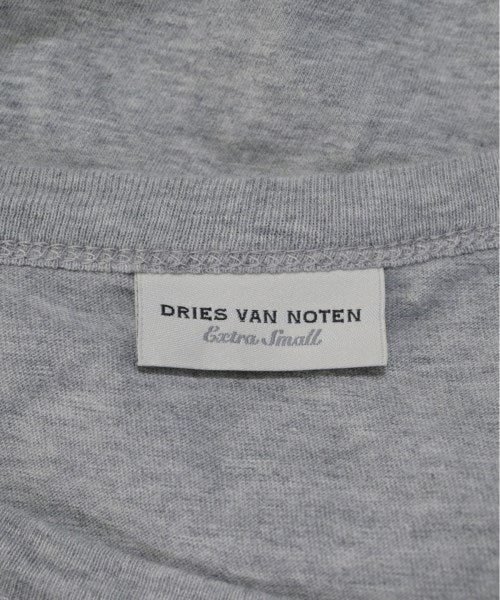 DRIES VAN NOTEN
Extra Small